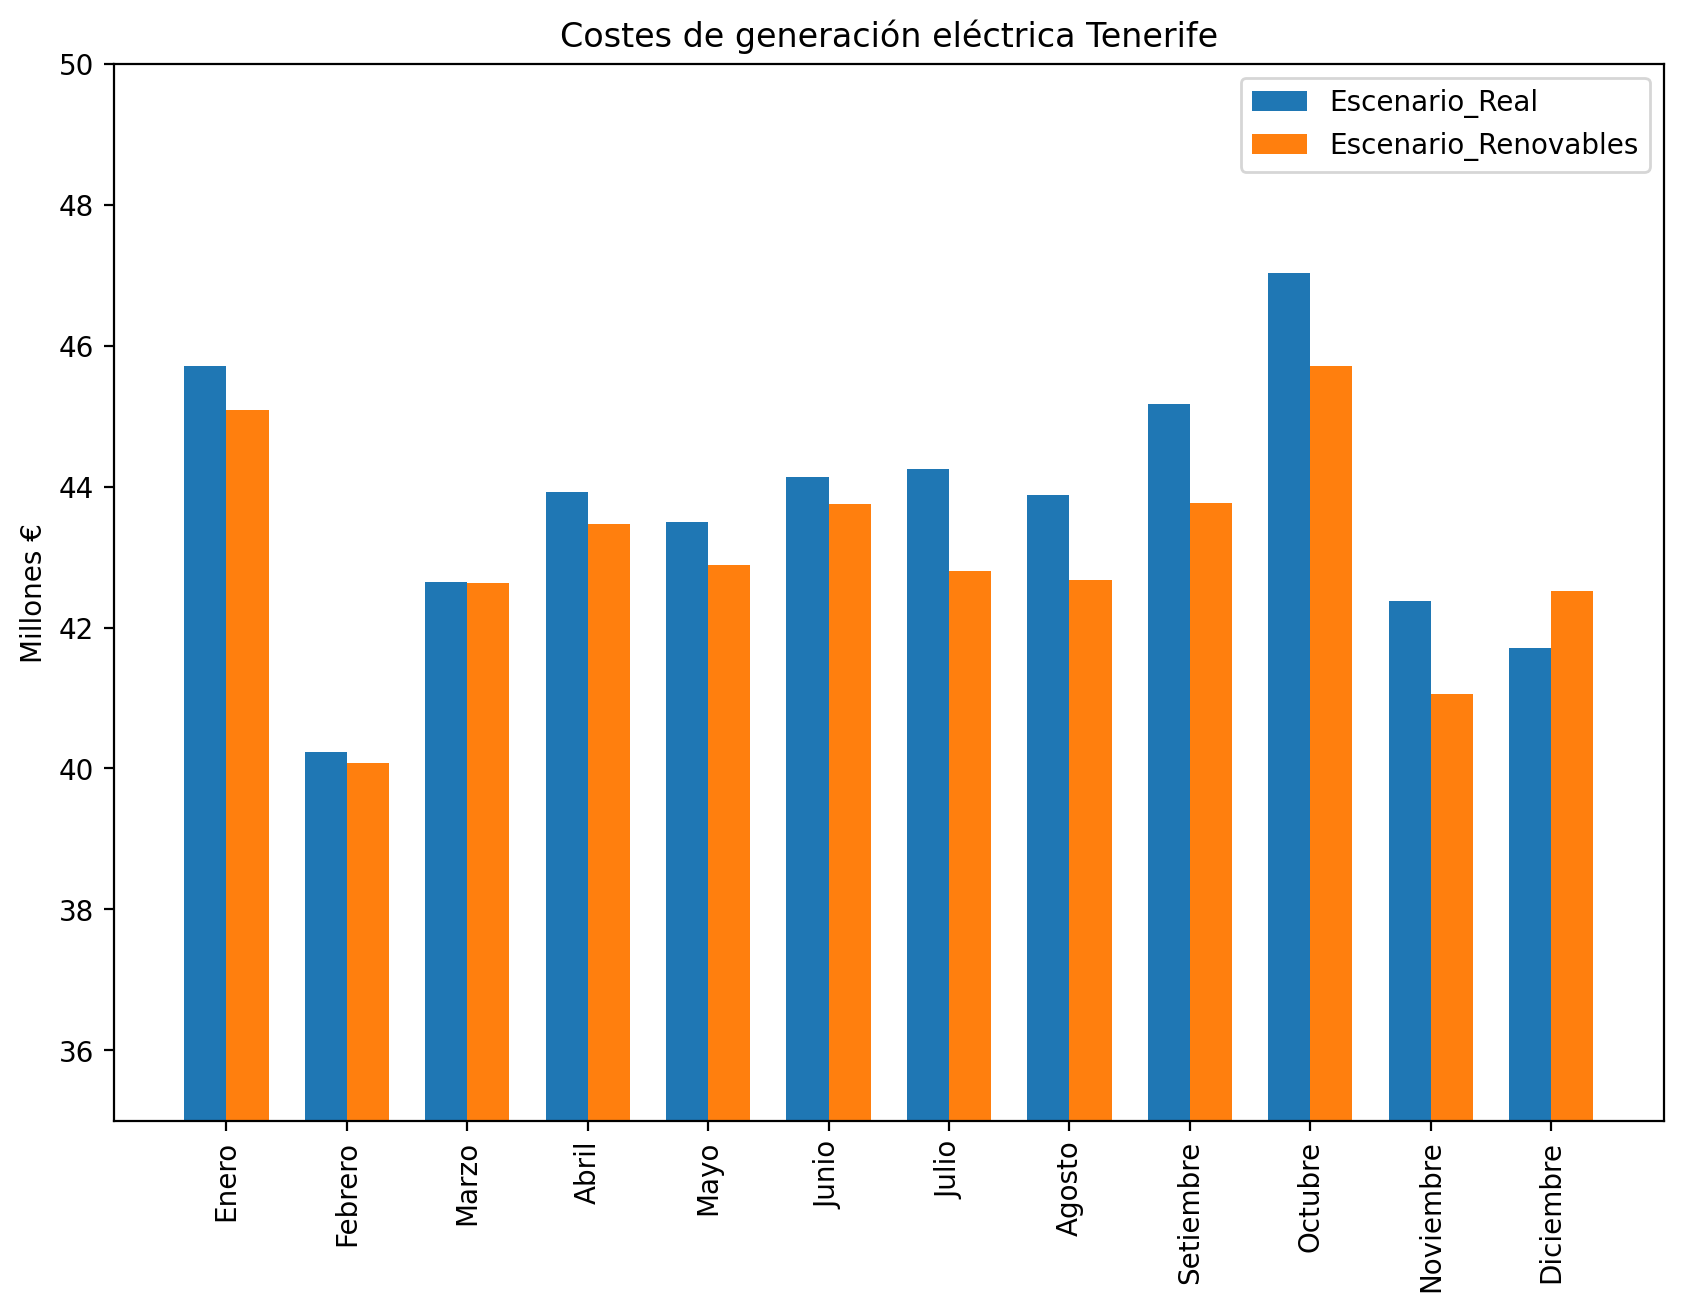 Costes de generación eléctrica Tenerife
50
48
46
44
42
40
38
36
Millones €
Escenario_Real
Escenario_Renovables
Enero
Febrero
Marzo
Abril
Mayo
Junio
Julio
Agosto
Setiembre
Octubre
Noviembre
Diciembre